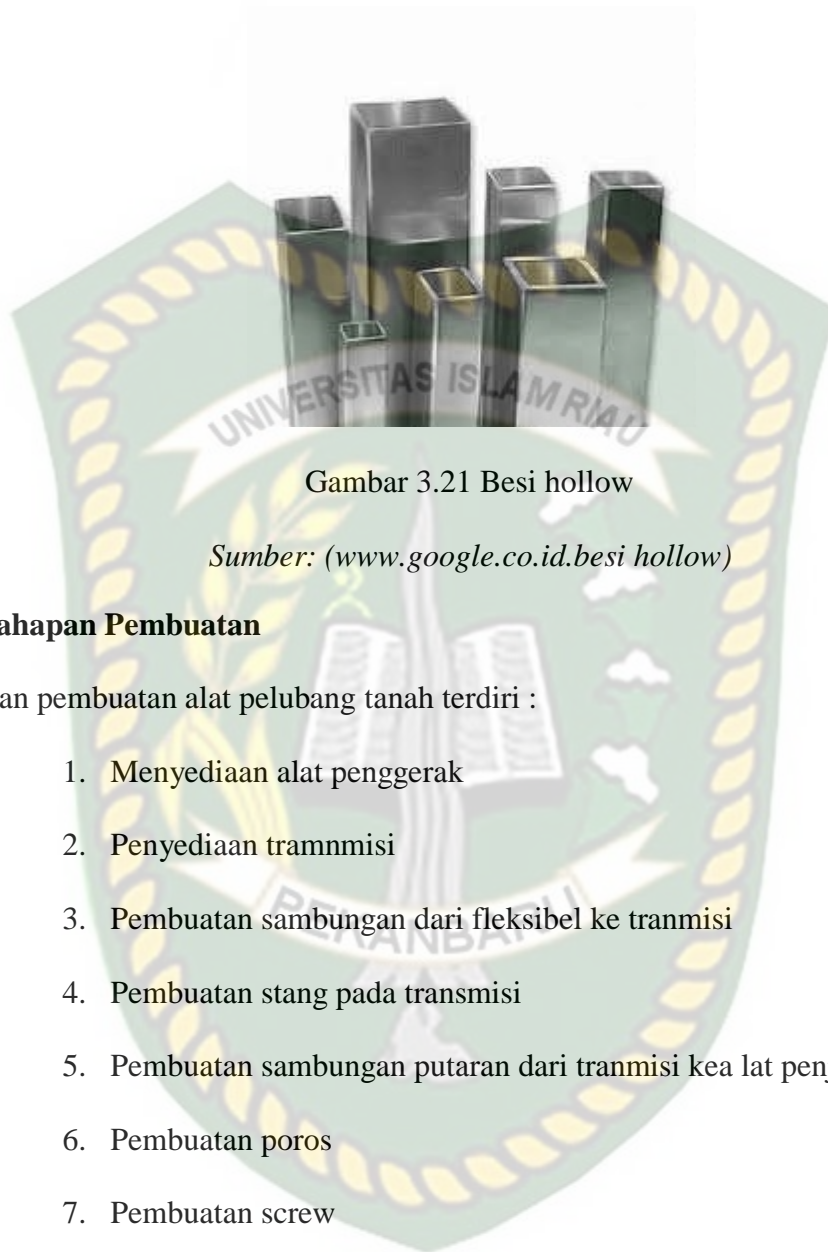 UNIVERSITAS ISLAM RIAU
Gambar 3.21 Besi hollow
Sumber: (www.google.co.id.besi hollow)
ahapan Pembuatan
an pembuatan alat pelubang tanah terdiri :
1. Menyediaan alat penggerak
2. Penyediaan tramnmisi
3. Pembuatan sambungan dari fleksibel ke tranmisi
PEKANBARU
4. Pembuatan stang pada transmisi
5. Pembuatan sambungan putaran dari tranmisi kea lat pen
6. Pembuatan poros
7. Pembuatan screw